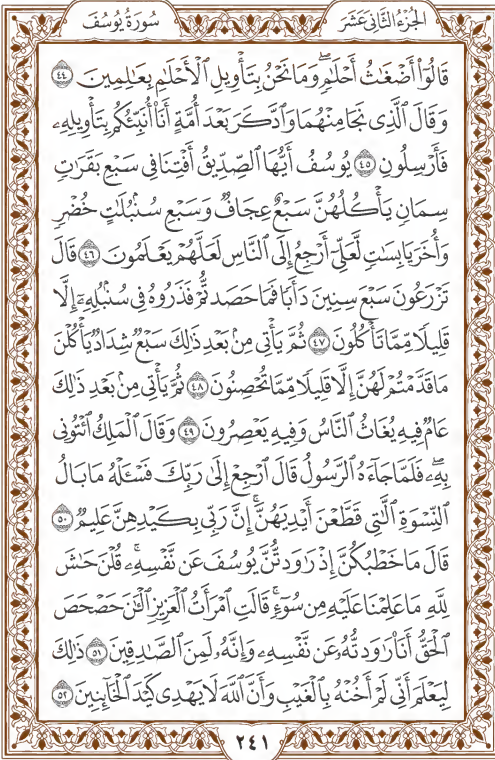 الجُزْءُ الثَّانِي عَشَرَ
سُورَةُ يُوسُفَ
قَالُوٓا۟ أَضْغَـٰثُ أَحْلَـٰمٍۖ وَمَا نَحْنُ بِتَأْوِيلِ ٱلْأَحْلَـٰمِ بِعَـٰلِمِينَ ٤٤
وَقَالَ ٱلَّذِى نَجَا مِنْهُمَا وَٱدَّكَرَ بَعْدَ أُمَّةٍ أَنَا۠ أُنَبِّئُكُم بِتَأْوِيلِهِۦ
فَأَرْسِلُونِ ٤٥ يُوسُفُ أَيُّهَا ٱلصِّدِّيقُ أَفْتِنَا فِى سَبْعِ بَقَرَٰتٍ
سِمَانٍ يَأْكُلُهُنَّ سَبْعٌ عِجَافٌ وَسَبْعِ سُنۢبُلَـٰتٍ خُضْرٍ
وَأُخَرَ يَابِسَـٰتٍ لَّعَلِّىٓ أَرْجِعُ إِلَى ٱلنَّاسِ لَعَلَّهُمْ يَعْلَمُونَ ٤٦ قَالَ
تَزْرَعُونَ سَبْعَ سِنِينَ دَأَبًا فَمَا حَصَدتُّمْ فَذَرُوهُ فِى سُنۢبُلِهِۦٓ إِلَّا
قَلِيلًا مِّمَّا تَأْكُلُونَ ٤٧ ثُمَّ يَأْتِى مِنۢ بَعْدِ ذَٰلِكَ سَبْعٌ شِدَادٌ يَأْكُلْنَ
مَا قَدَّمْتُمْ لَهُنَّ إِلَّا قَلِيلًا مِّمَّا تُحْصِنُونَ ٤٨ ثُمَّ يَأْتِى مِنۢ بَعْدِ ذَٰلِكَ
عَامٌ فِيهِ يُغَاثُ ٱلنَّاسُ وَفِيهِ يَعْصِرُونَ ٤٩ وَقَالَ ٱلْمَلِكُ ٱئْتُونِى
بِهِۦۖ فَلَمَّا جَآءَهُ ٱلرَّسُولُ قَالَ ٱرْجِعْ إِلَىٰ رَبِّكَ فَسْـَٔلْهُ مَا بَالُ
ٱلنِّسْوَةِ ٱلَّـٰتِى قَطَّعْنَ أَيْدِيَهُنَّۚ إِنَّ رَبِّى بِكَيْدِهِنَّ عَلِيمٌ ٥٠
قَالَ مَا خَطْبُكُنَّ إِذْ رَٰوَدتُّنَّ يُوسُفَ عَن نَّفْسِهِۦۚ قُلْنَ حَـٰشَ
لِلَّهِ مَا عَلِمْنَا عَلَيْهِ مِن سُوٓءٍۚ قَالَتِ ٱمْرَأَتُ ٱلْعَزِيزِ ٱلْـَٔـٰنَ حَصْحَصَ
ٱلْحَقُّ أَنَا۠ رَٰوَدتُّهُۥ عَن نَّفْسِهِۦ وَإِنَّهُۥ لَمِنَ ٱلصَّـٰدِقِينَ ٥١ ذَٰلِكَ
لِيَعْلَمَ أَنِّى لَمْ أَخُنْهُ بِٱلْغَيْبِ وَأَنَّ ٱللَّهَ لَا يَهْدِى كَيْدَ ٱلْخَآئِنِينَ ٥٢
٢٤١